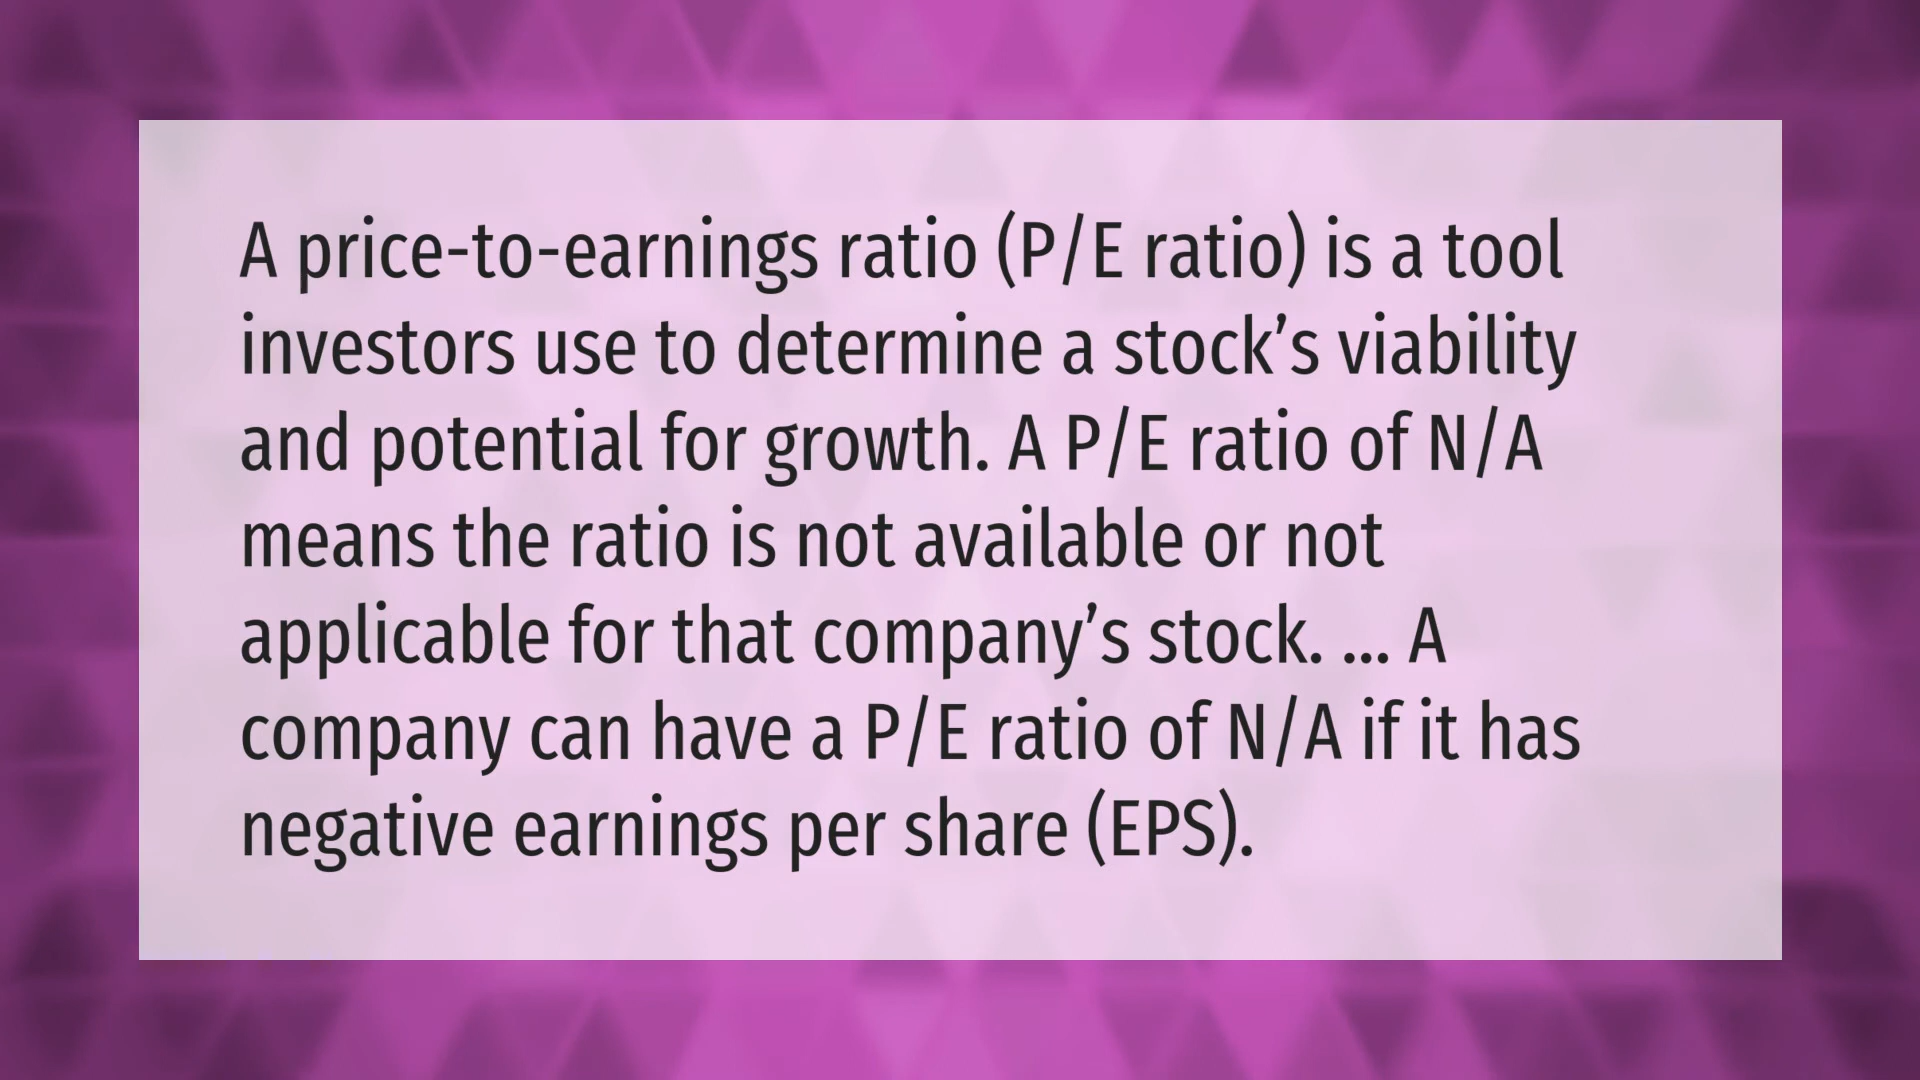 A price-to-earnings ratio (P/E ratio) is a tool
investors use to determine a stock’s viability
and potential for growth. A P/E ratio of N/A
means the ratio is not available or not
applicable for that company’s stock. ... A
company can have a P/E ratio of N/A if it has
negative earnings per share (EPS).